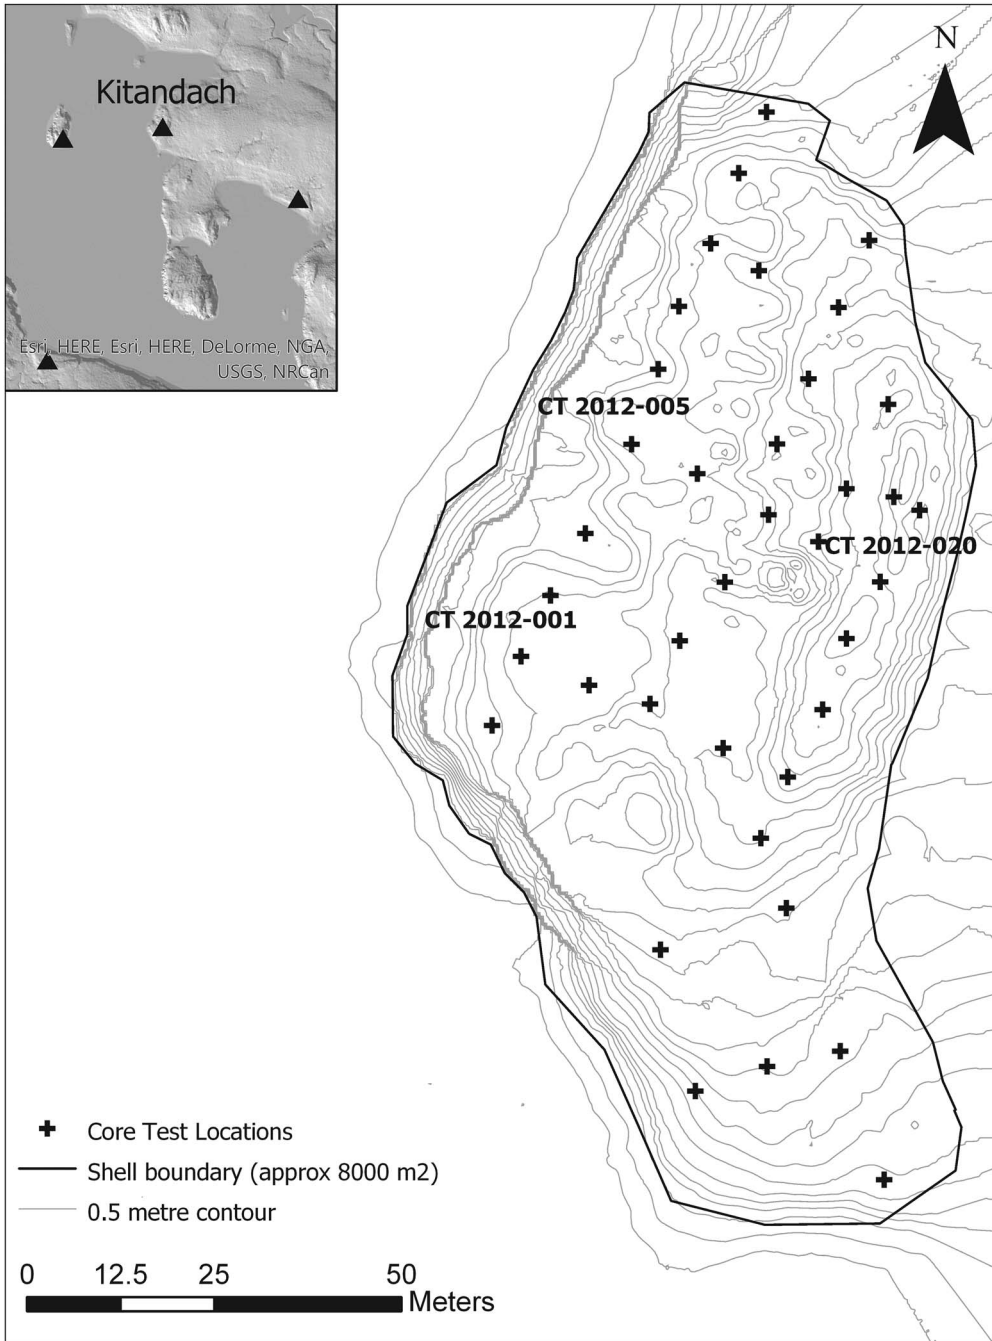 Kitandach
Esri, HERE, Esri, HERE, DeLorme, NGA,
USGS, NRCan
N
CT 2012-005
CT 2012-020
CT 2012-001
Core Test Locations
Shell boundary (approx 8000 m2)
0.5 metre contour
0 12.5 25 50
Meters